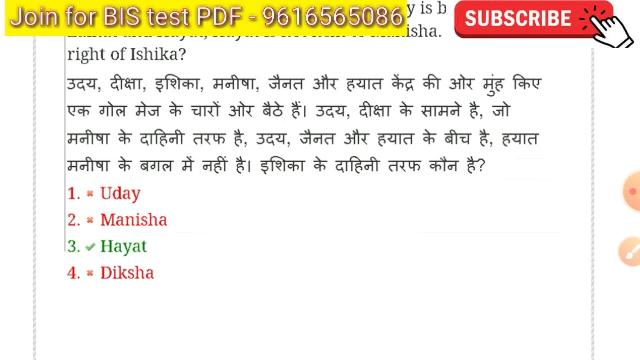 Join for BIS test PDF - 9616565086
SUBSCRIBE
y is b
right of Ishika?
उदय, दीक्षा, इशिका, मनीषा, जैनत और हयात केंद्र की ओर मुंह किए
एक गोल मेज के चारों ओर बैठे हैं। उदय, दीक्षा के सामने है, जो
मनीषा के दाहिनी तरफ है, उदय, जैनत और हयात के बीच है, हयात
मनीषा के बगल में नहीं है। इशिका के दाहिनी तरफ कौन है?
1. Uday
2. Manisha
3. Hayat
4. Diksha